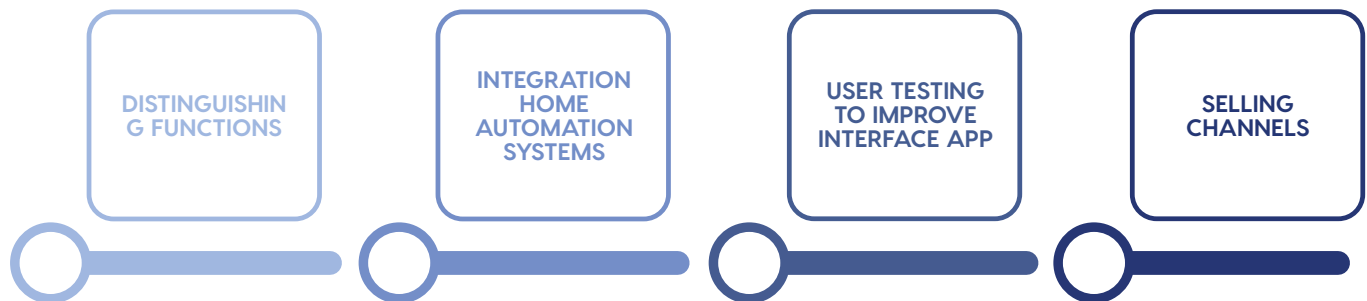 DISTINGUISHIN
G FUNCTIONS
INTEGRATION
HOME
AUTOMATION
SYSTEMS
USER TESTING
TO IMPROVE
INTERFACE APP
SELLING
CHANNELS